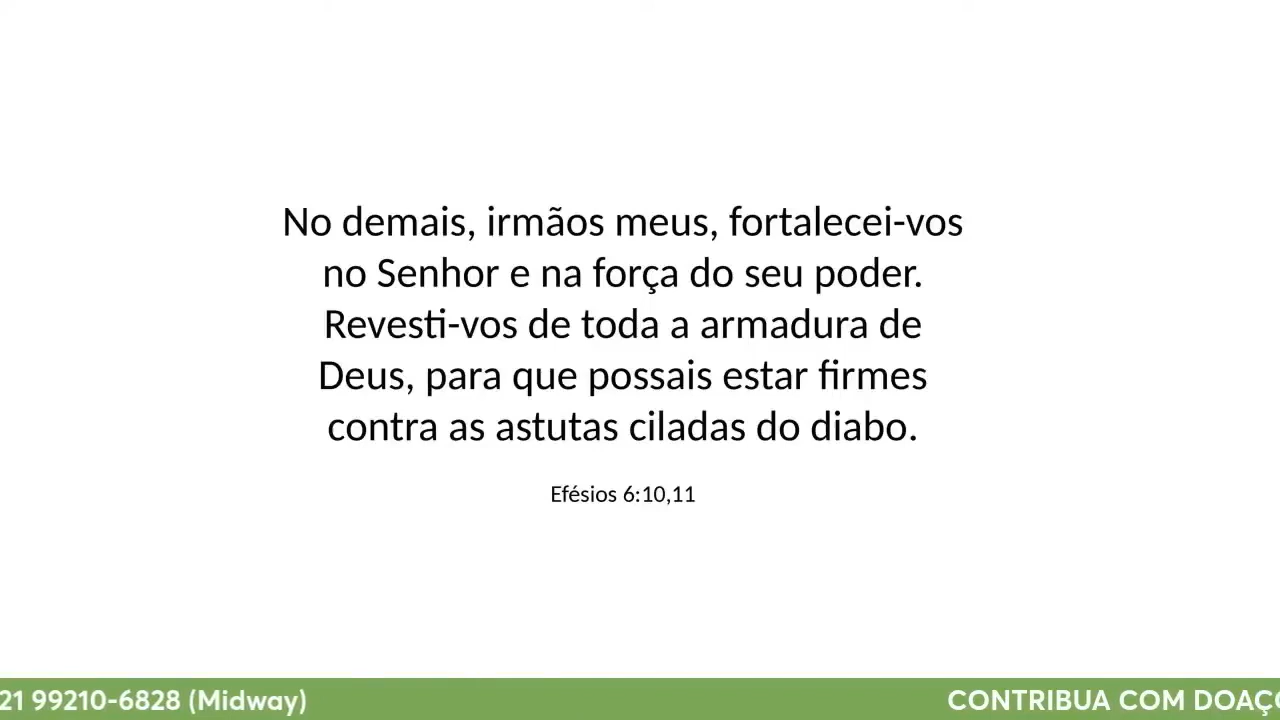 No demais, irmãos meus, fortalecei-vos
no Senhor e na força do seu poder.
Revesti-vos de toda a armadura de
Deus, para que possais estar firmes
contra as astutas ciladas do diabo.
Efésios 6:10,11
21 99210-6828 (Midway)
CONTRIBUA COM